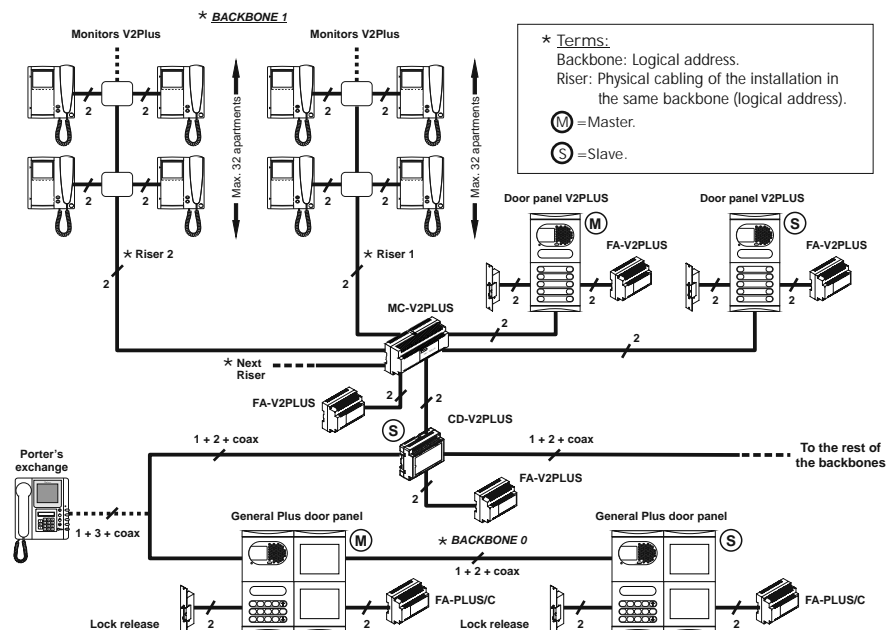 * BACKBONE 1
Monitors V2Plus
Monitors V2Plus
* Terms:
Backbone: Logical address.
Riser: Physical cabling of the installation in
the same backbone (logical address).
M =Master.
S =Slave.
2
2
2
2
Max. 32 apartments
Max. 32 apartments
2
2
2
2
Door panel V2PLUS
Door panel V2PLUS
M
S
FA-V2PLUS
FA-V2PLUS
* Riser 2
* Riser 1
2
2
2
2
2
2
MC-V2PLUS
2
2
* Next
Riser
FA-V2PLUS
2
2
CD-V2PLUS
S
1 + 2 + coax
1 + 2 + coax
To the rest of
the backbones
Porter's
exchange
FA-V2PLUS
2
1 + 3 + coax
General Plus door panel
General Plus door panel
M
* BACKBONE 0
S
1 + 2 + coax
FA-PLUS/C
FA-PLUS/C
Lock release
2
2
Lock release
2
2